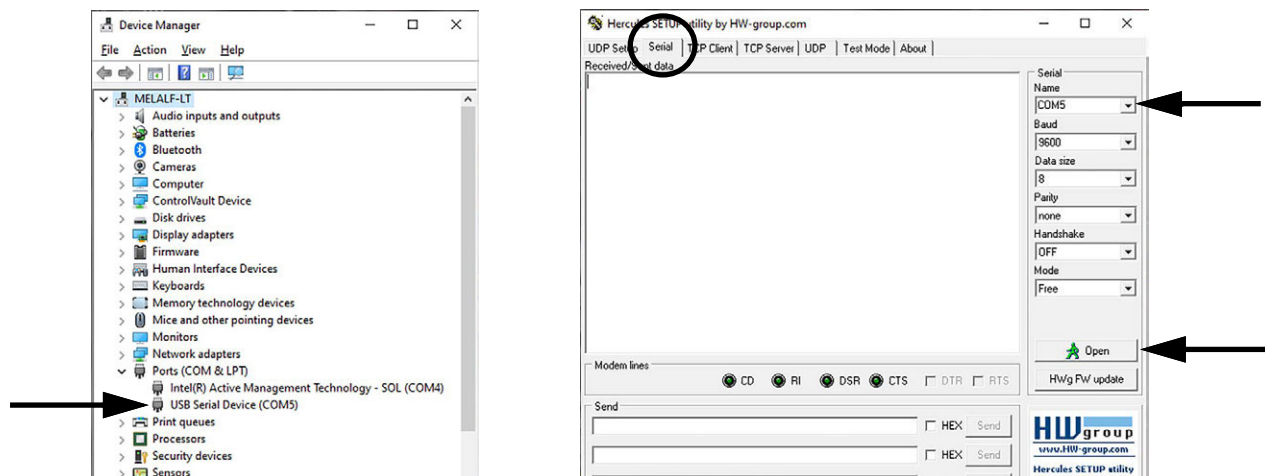 Device Manager
File Action View Help
MELALF-LT
Audio inputs and outputs
Batteries
Bluetooth
Cameras
Computer
ControlVault Device
Disk drives
Display adapters
Firmware
Human Interface Devices
Keyboards
Memory technology devices
Mice and other pointing devices
Monitors
Network adapters
Ports (COM & LPT)
Intel(R) Active Management Technology - SOL (COM4)
USB Serial Device (COM5)
Print queues
Processors
Security devices
Sensors
Hercules SETUP utility by HW-group.com
UDP Setup Serial TCP Client TCP Server UDP Test Mode About
Received/Sent data
Serial
Name
COM5
Baud
9600
Data size
8
Parity
none
Handshake
OFF
Mode
Free
Open
HWg FW update
Modem lines
CD RI DSR CTS DTR RTS
Send
HEX Send
HEX Send
HW group
www.HW-group.com
Hercules SETUP utility